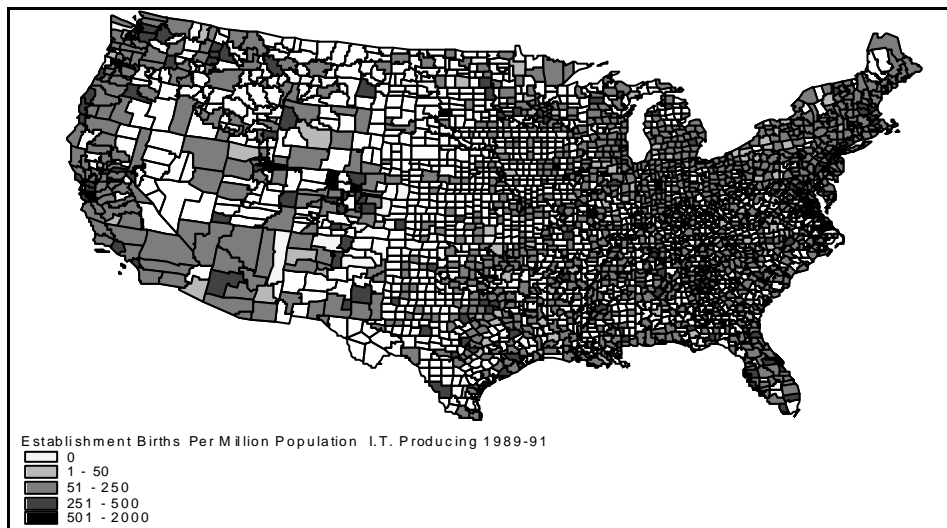 Establishment Births Per Million Population I.T. Producing 1989-91
0
1 - 50
51 - 250
251 - 500
501 - 2000